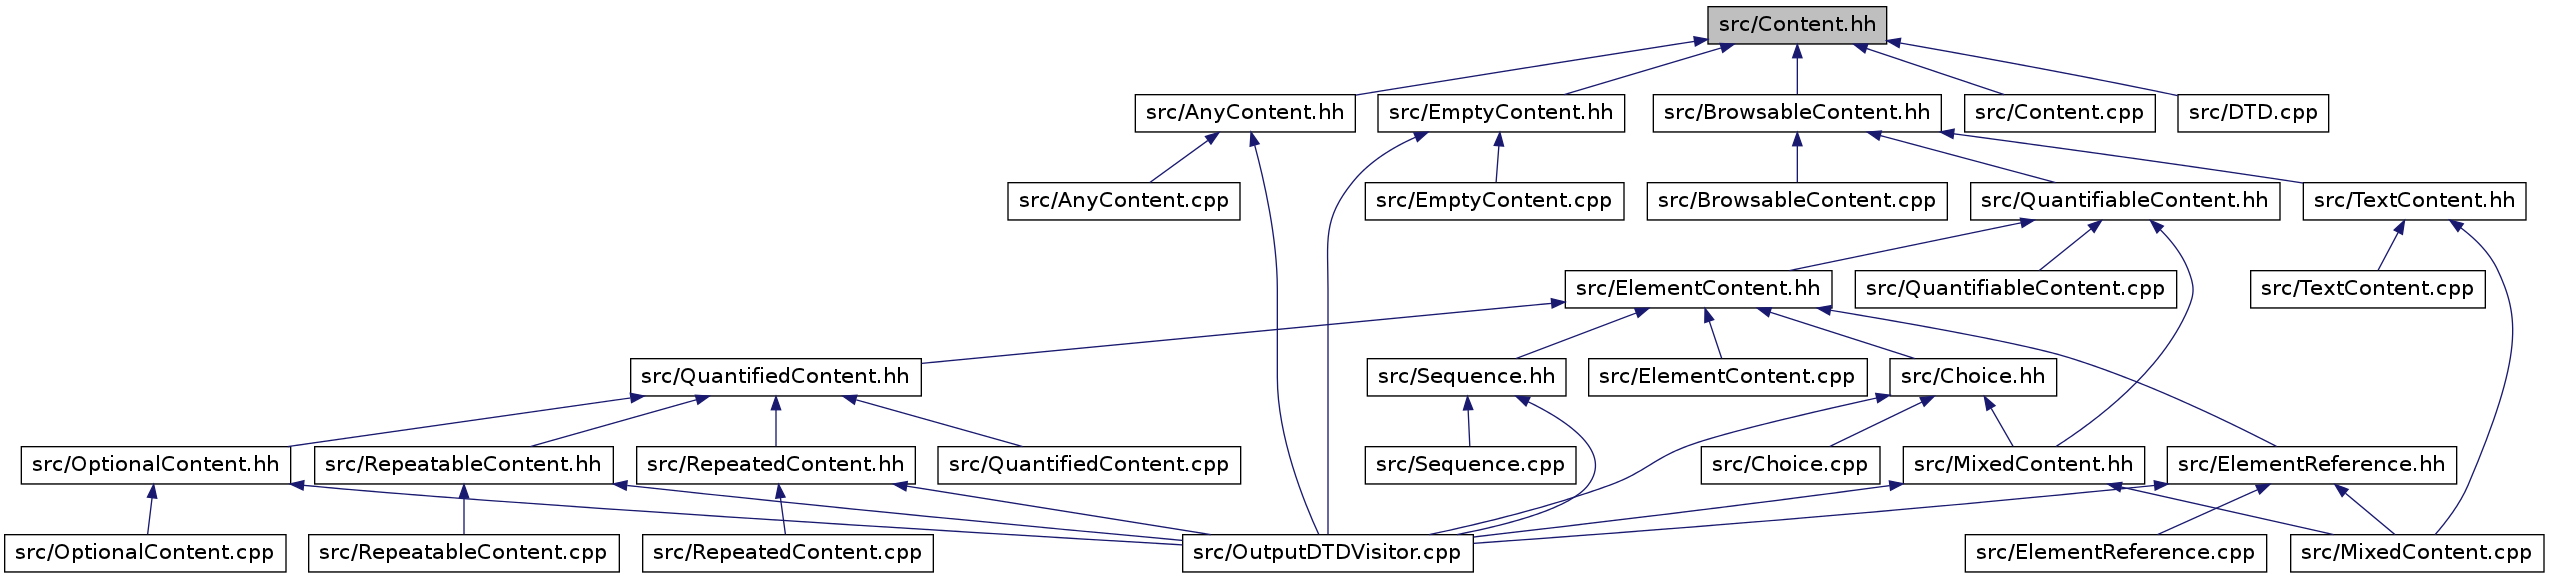 src/Content.hh
src/AnyContent.hh
src/EmptyContent.hh
src/BrowsableContent.hh
src/Content.cpp
src/DTD.cpp
src/AnyContent.cpp
src/EmptyContent.cpp
src/BrowsableContent.cpp
src/QuantifiableContent.hh
src/TextContent.hh
src/ElementContent.hh
src/QuantifiableContent.cpp
src/TextContent.cpp
src/QuantifiedContent.hh
src/Sequence.hh
src/ElementContent.cpp
src/Choice.hh
src/OptionalContent.hh
src/RepeatableContent.hh
src/RepeatedContent.hh
src/QuantifiedContent.cpp
src/Sequence.cpp
src/Choice.cpp
src/MixedContent.hh
src/ElementReference.hh
src/OptionalContent.cpp
src/RepeatableContent.cpp
src/RepeatedContent.cpp
src/OutputDTDVisitor.cpp
src/ElementReference.cpp
src/MixedContent.cpp